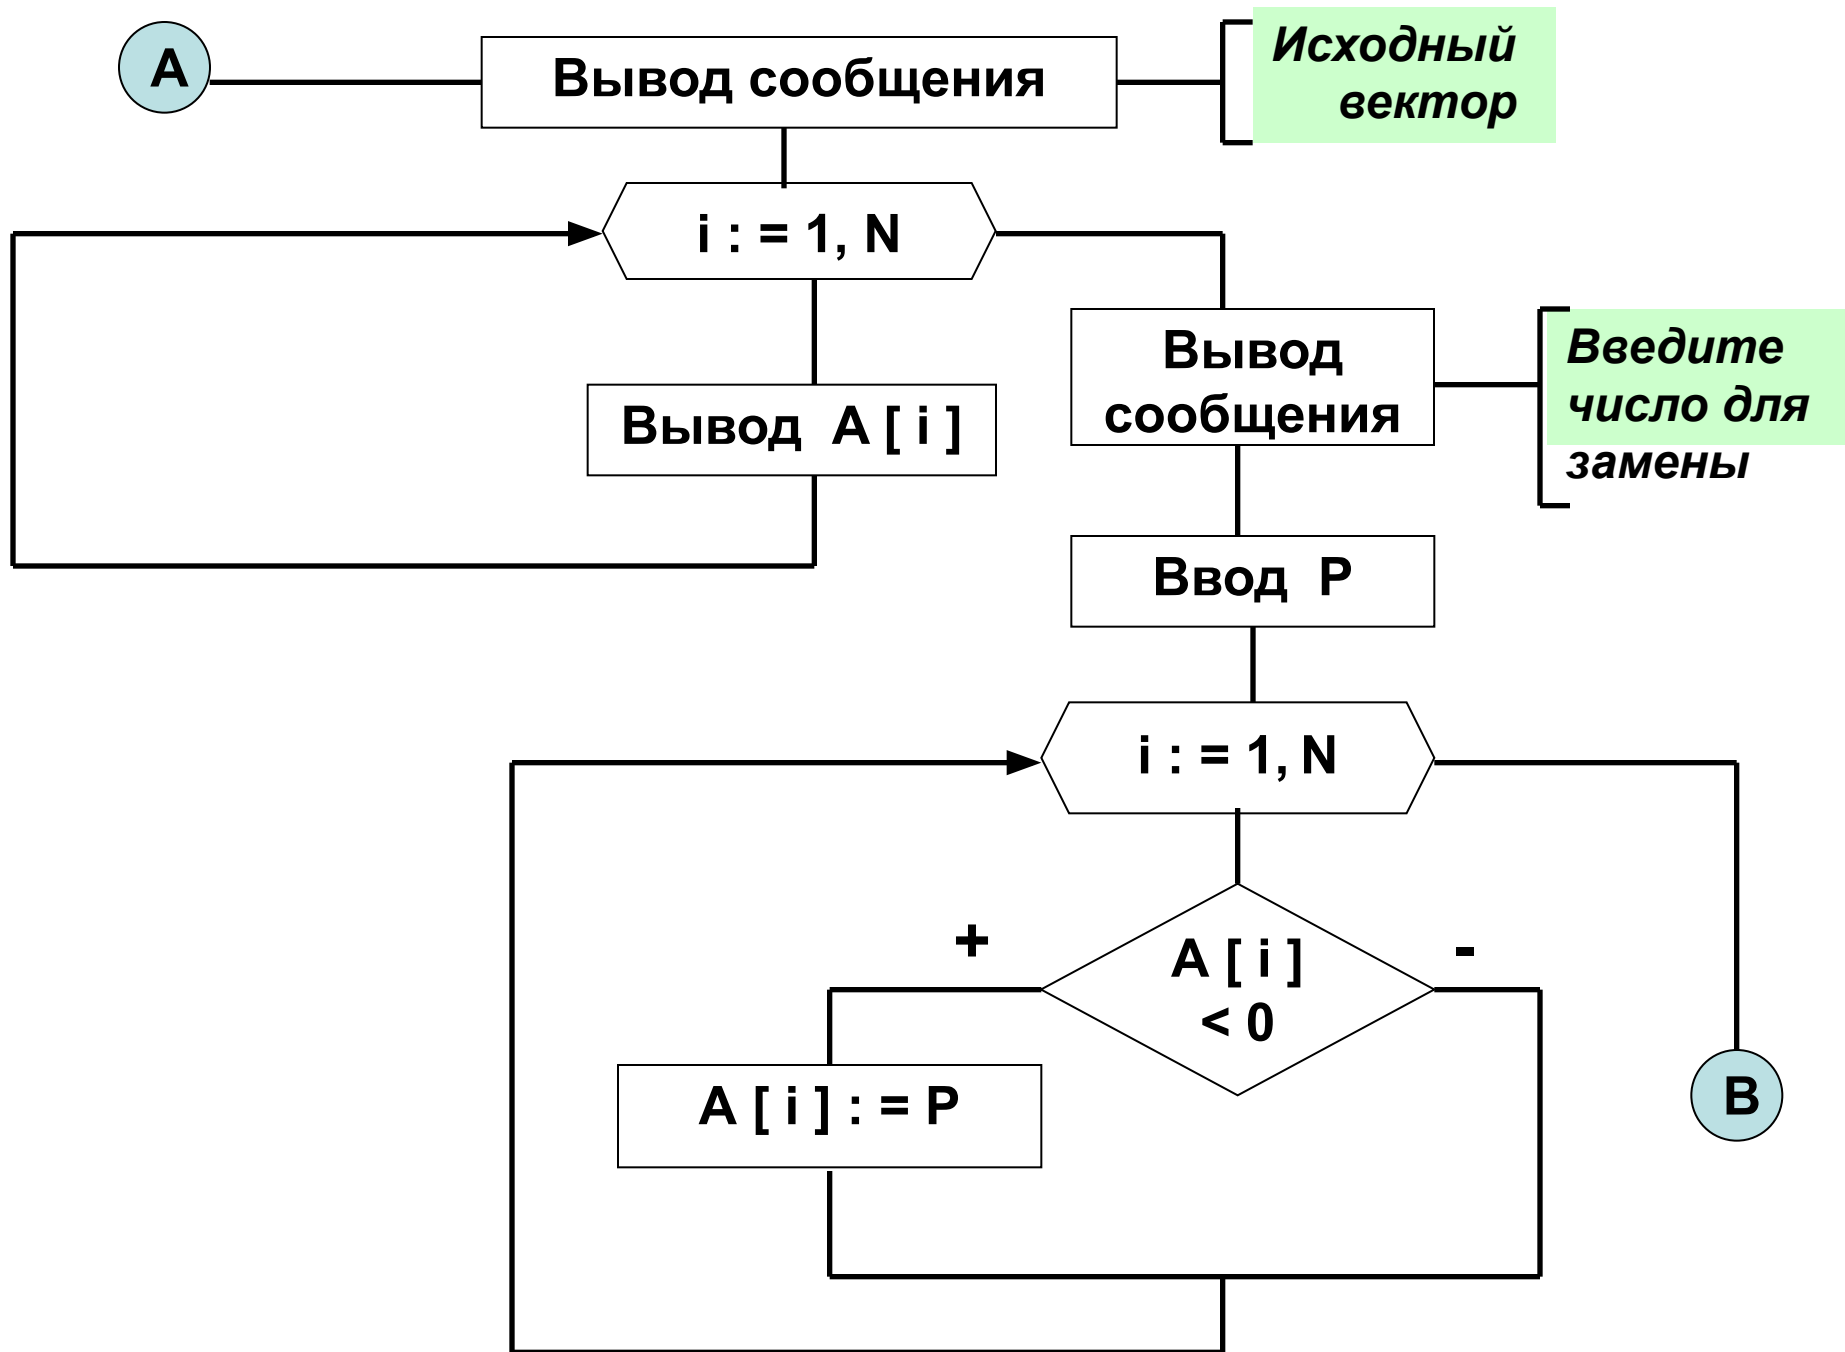 А
Вывод сообщения
Исходный
вектор
i : = 1, N
Вывод А [ i ]
Вывод
сообщения
Введите
число для
замены
Ввод Р
i : = 1, N
+
А [ i ]
< 0
-
А [ i ] : = Р
В